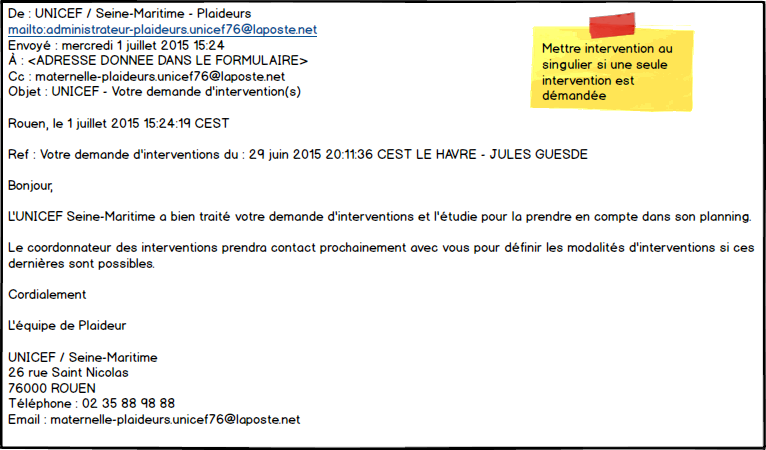 De : UNICEF / Seine-Maritime - Plaideurs
mailto:administrateur-plaideurs.unicef76@laposte.net
Envoyé : mercredi 1 juillet 2015 15:24
À : <ADRESSE DONNEE DANS LE FORMULAIRE>
Cc : maternelle-plaideurs.unicef76@laposte.net
Objet : UNICEF - Votre demande d'intervention(s)
Mettre intervention au
singulier si une seule
intervention est
démandée
Rouen, le 1 juillet 2015 15:24:19 CEST
Ref : Votre demande d'interventions du : 29 juin 2015 20:11:36 CEST LE HAVRE - JULES GUESDE
Bonjour,
L'UNICEF Seine-Maritime a bien traité votre demande d'interventions et l'étudie pour la prendre en compte dans son planning.
Le coordonnateur des interventions prendra contact prochainement avec vous pour définir les modalités d'interventions si ces
dernières sont possibles.
Cordialement
L'équipe de Plaideur
UNICEF / Seine-Maritime
26 rue Saint Nicolas
76000 ROUEN
Téléphone : 02 35 88 98 88
Email : maternelle-plaideurs.unicef76@laposte.net